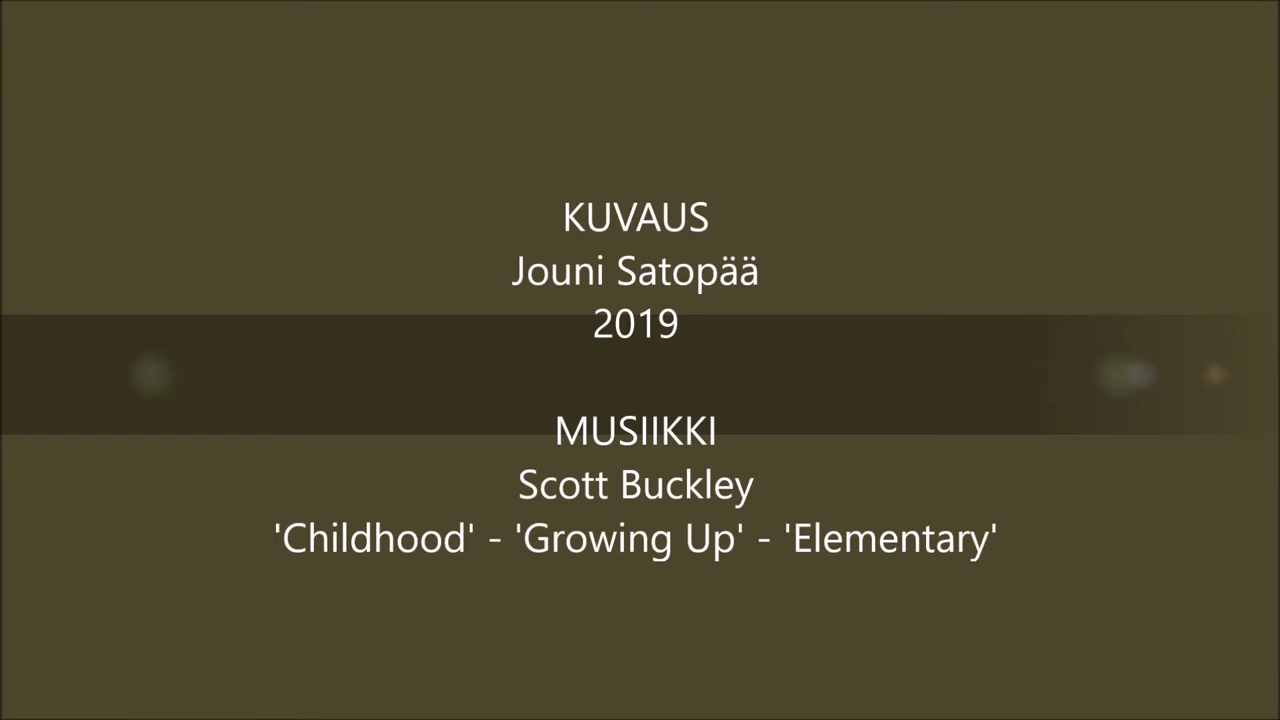 KUVAUS
Jouni Satopää
2019
MUSIIKKI
Scott Buckley
'Childhood' - 'Growing Up' - 'Elementary'